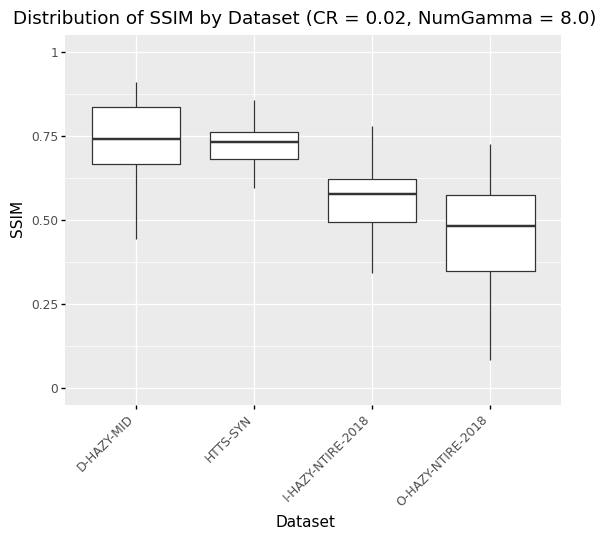 Distribution of SSIM by Dataset (CR = 0.02, NumGamma = 8.0)
1
0.75
0.50
0.25
0
SSIM
D-HAZY-MID
HTTS-SYN
I-HAZY-NTIRE-2018
O-HAZY-NTIRE-2018
Dataset